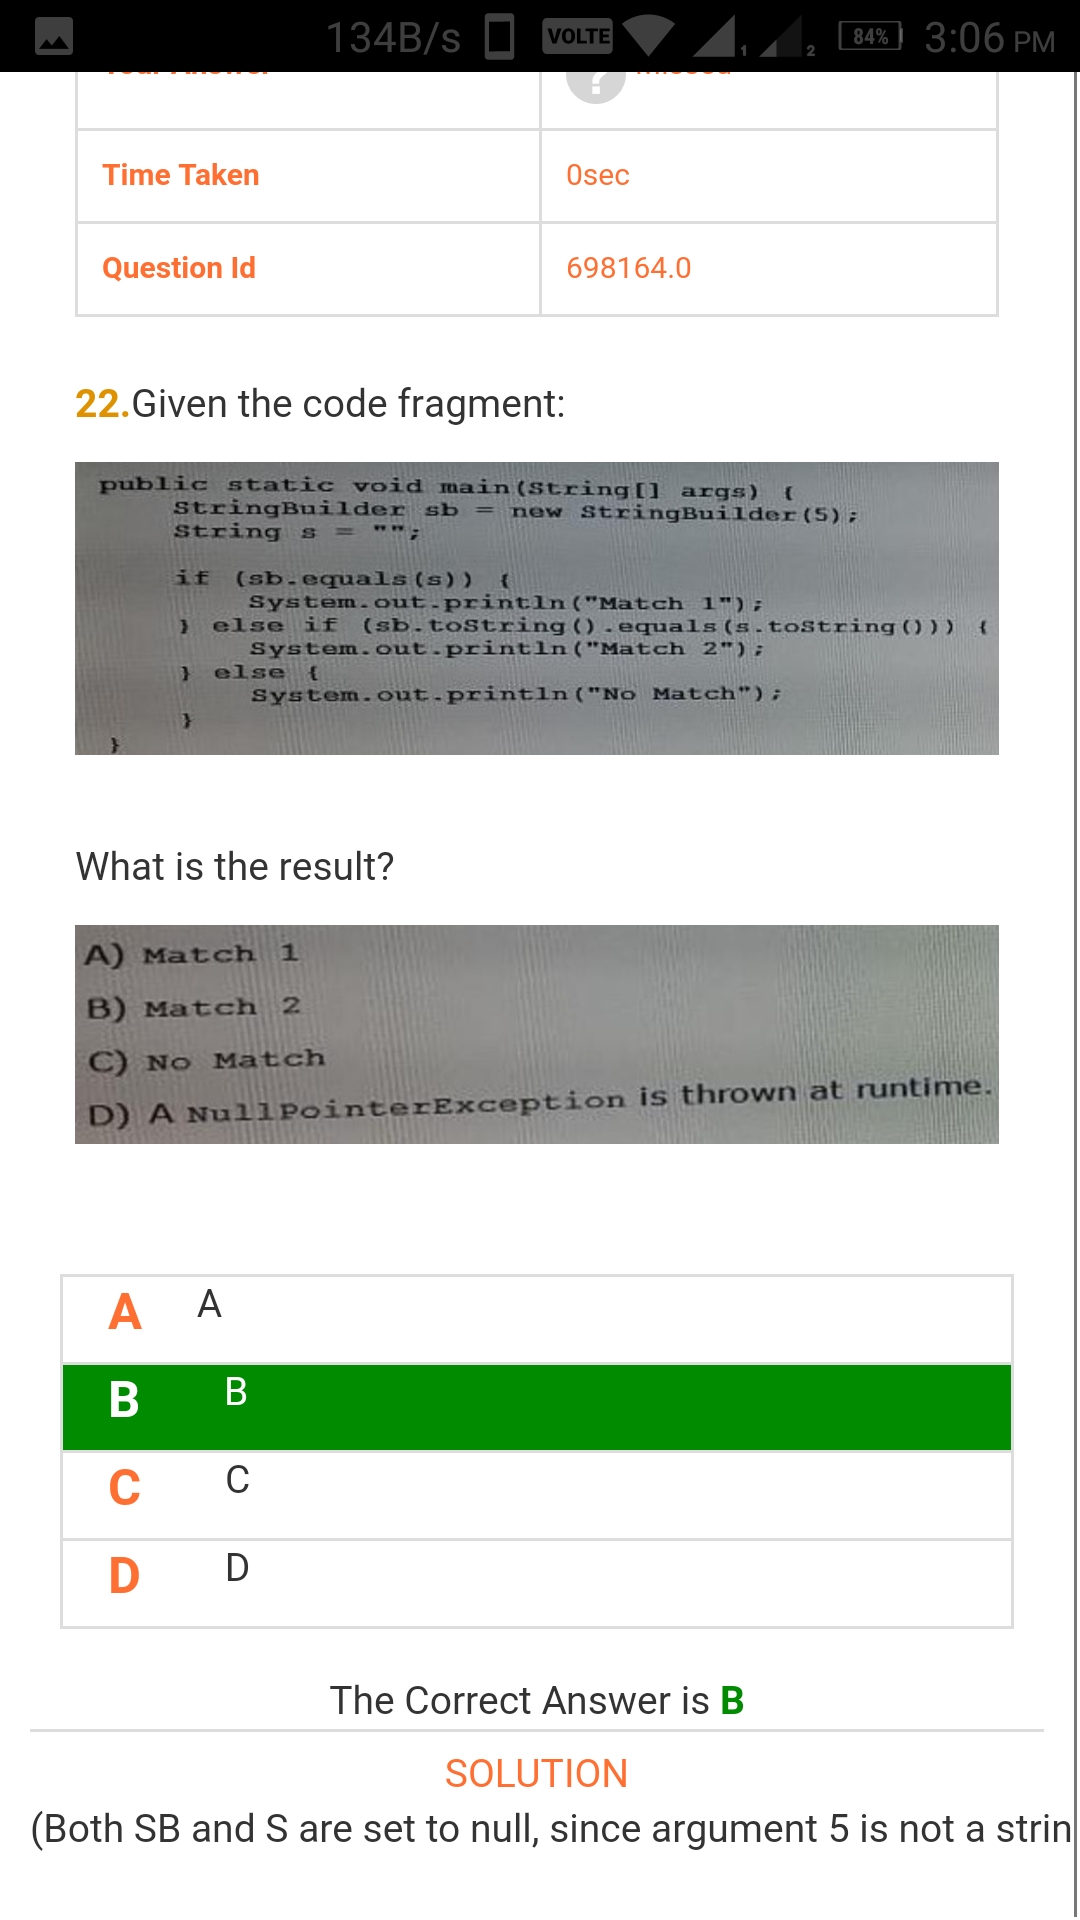 134B/s VOLTE 1 2 84% 3:06 PM
Time Taken 0sec
Question Id 698164.0
22.Given the code fragment:
public static void main(String[] args) {
StringBuilder sb = new StringBuilder(5);
String s = "";
if (sb.equals(s)) {
System.out.println("Match 1");
} else if (sb.toString().equals(s.toString())) {
System.out.println("Match 2");
} else {
System.out.println("No Match");
}
}
What is the result?
A) Match 1
B) Match 2
C) No Match
D) A NullPointerException is thrown at runtime.
A A
B B
C C
D D
The Correct Answer is B
SOLUTION
(Both SB and S are set to null, since argument 5 is not a strin